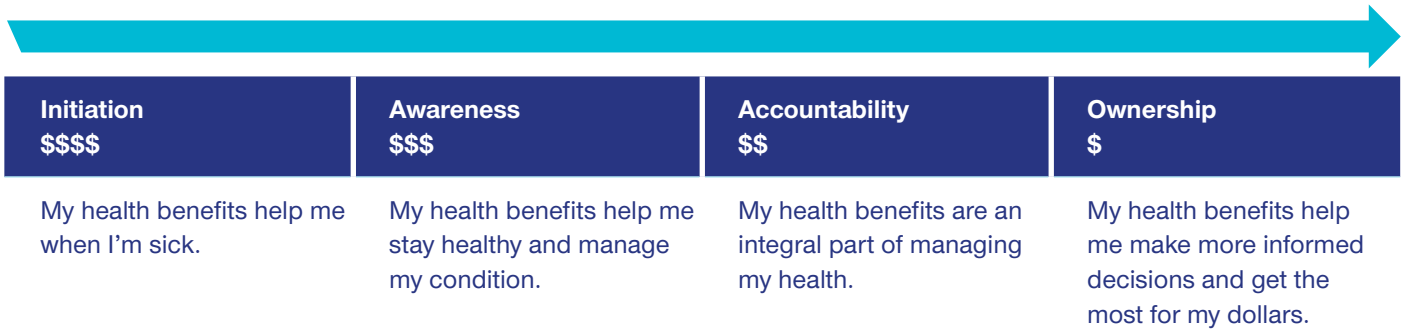 Initiation
$$$$
My health benefits help me
when I’m sick.
Awareness
$$$
My health benefits help me
stay healthy and manage
my condition.
Accountability
$$
My health benefits are an
integral part of managing
my health.
Ownership
$
My health benefits help
me make more informed
decisions and get the
most for my dollars.